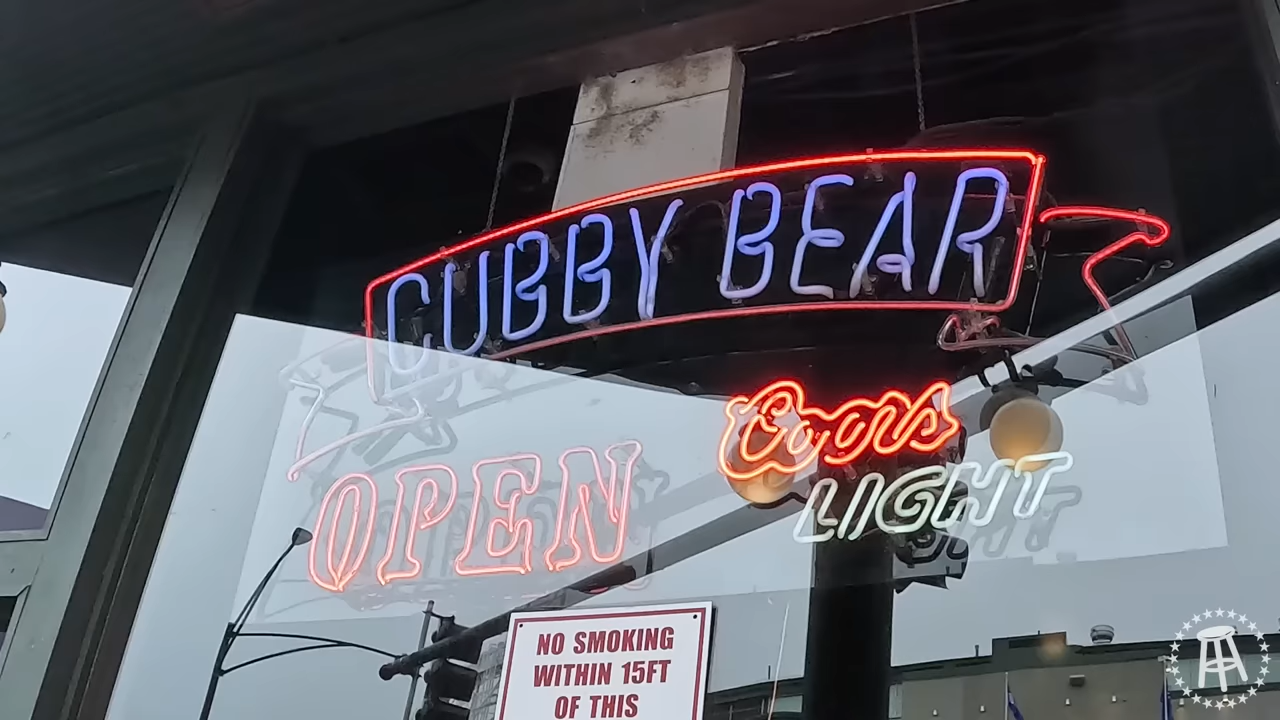 CUBBY BEAR
OPEN
Coors
LIGHT
NO SMOKING
WITHIN 15FT
OF THIS